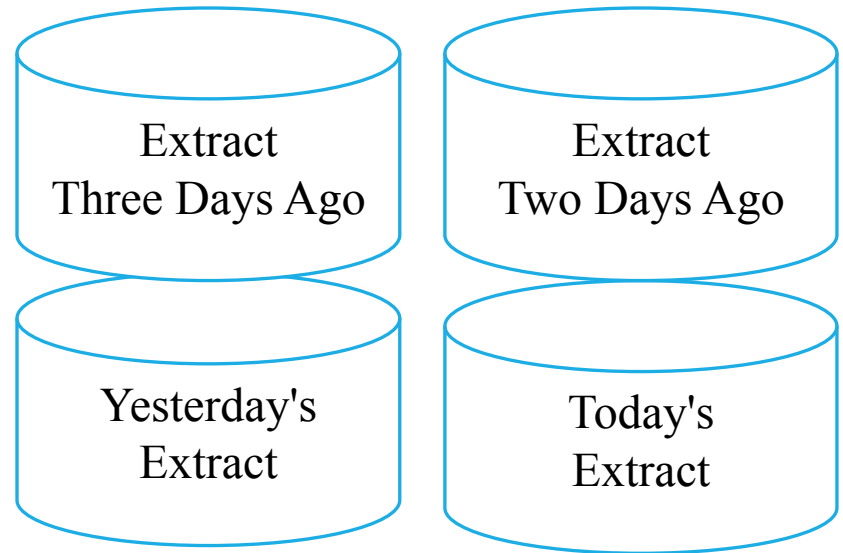 Extract
Three Days Ago
Extract
Two Days Ago
Yesterday's
Extract
Today's
Extract